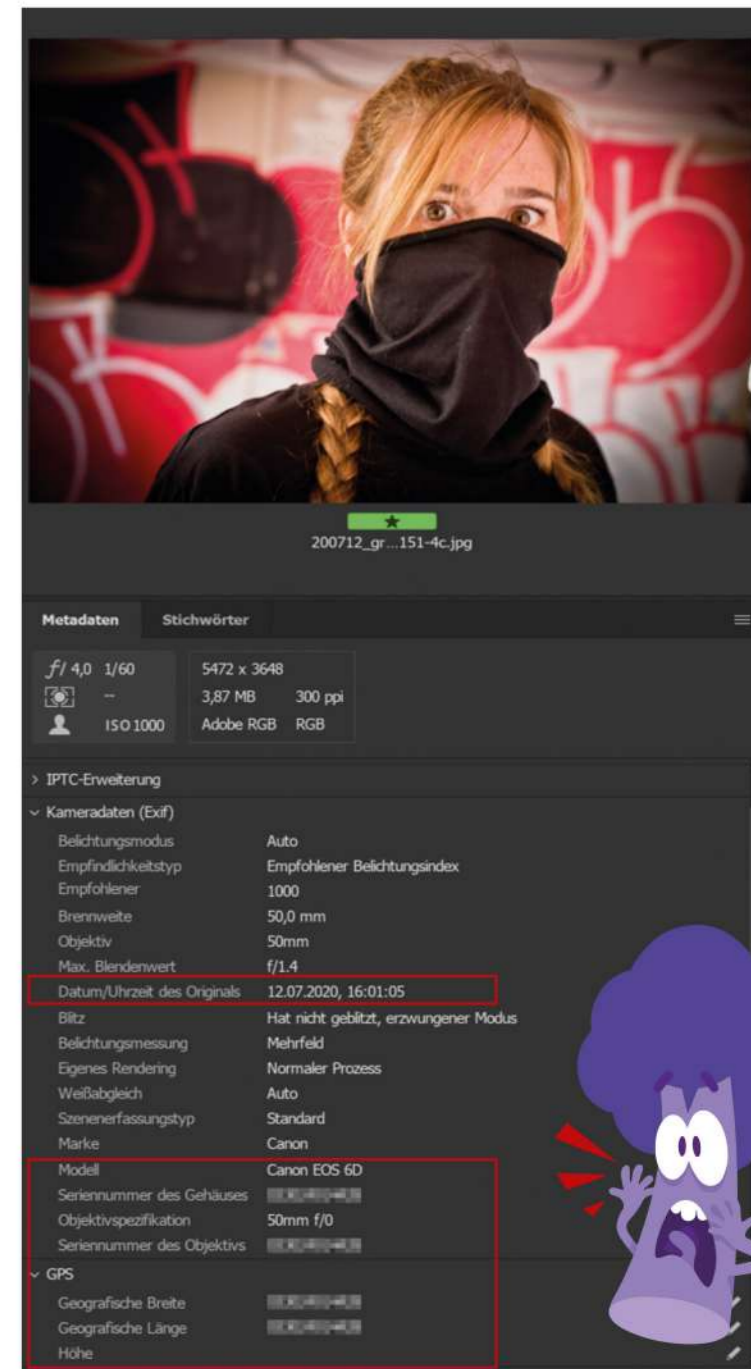 200712_gr...151-4c.jpg
Metadaten Stichwörter
ƒ/ 4,0 1/60 5472 x 3648
-- 3,87 MB 300 ppi
ISO 1000 Adobe RGB RGB
> IPTC-Erweiterung
Kameradaten (Exif)
Belichtungsmodus Auto
Empfindlichkeitstyp Empfohlener Belichtungsindex
Empfohlener 1000
Brennweite 50,0 mm
Objektiv 50mm
Max. Blendenwert f/1.4
Datum/Uhrzeit des Originals 12.07.2020, 16:01:05
Blitz Hat nicht geblitzt, erzwungener Modus
Belichtungsmessung Mehrfeld
Eigenes Rendering Normaler Prozess
Weißabgleich Auto
Szenenerfassungstyp Standard
Marke Canon
Modell Canon EOS 6D
Seriennummer des Gehäuses
Objektivspezifikation 50mm f/0
Seriennummer des Objektivs
GPS
Geografische Breite
Geografische Länge
Höhe